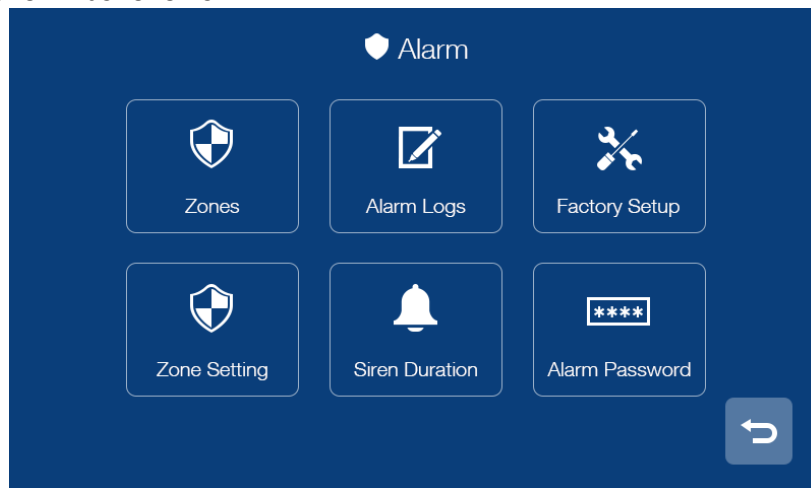 Alarm
Zones
Alarm Logs
Factory Setup
****
Zone Setting
Siren Duration
Alarm Password